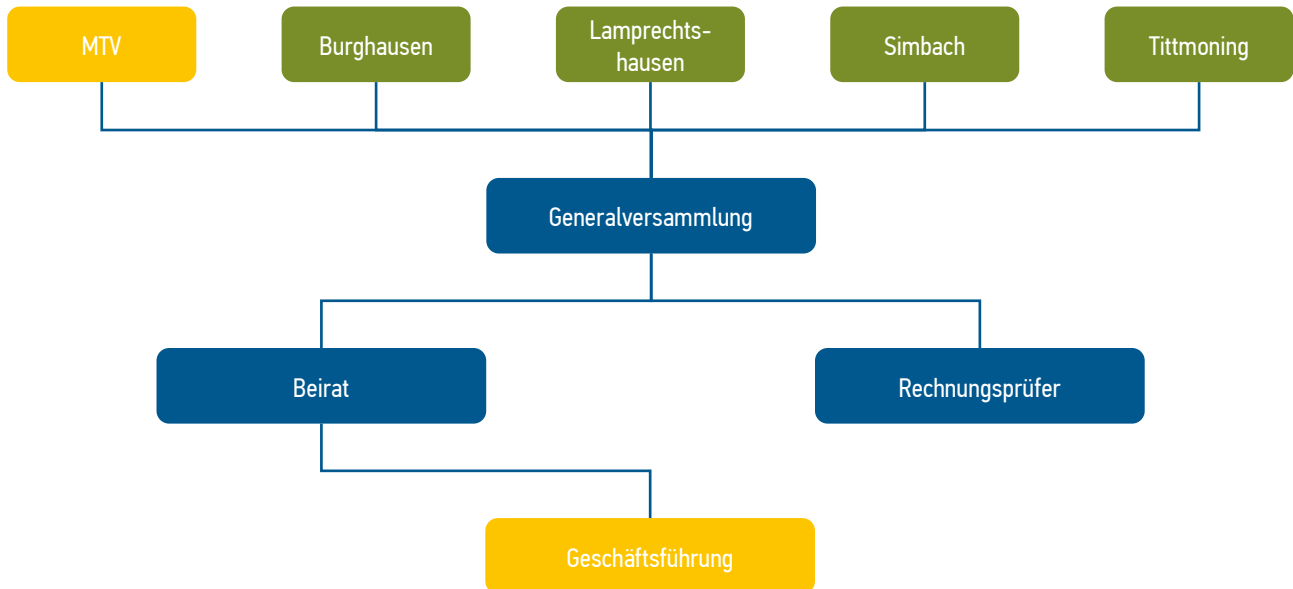 MTV
Burghausen
Lamprechts-
hausen
Simbach
Tittmoning
Generalversammlung
Beirat
Rechnungsprüfer
Geschäftsführung